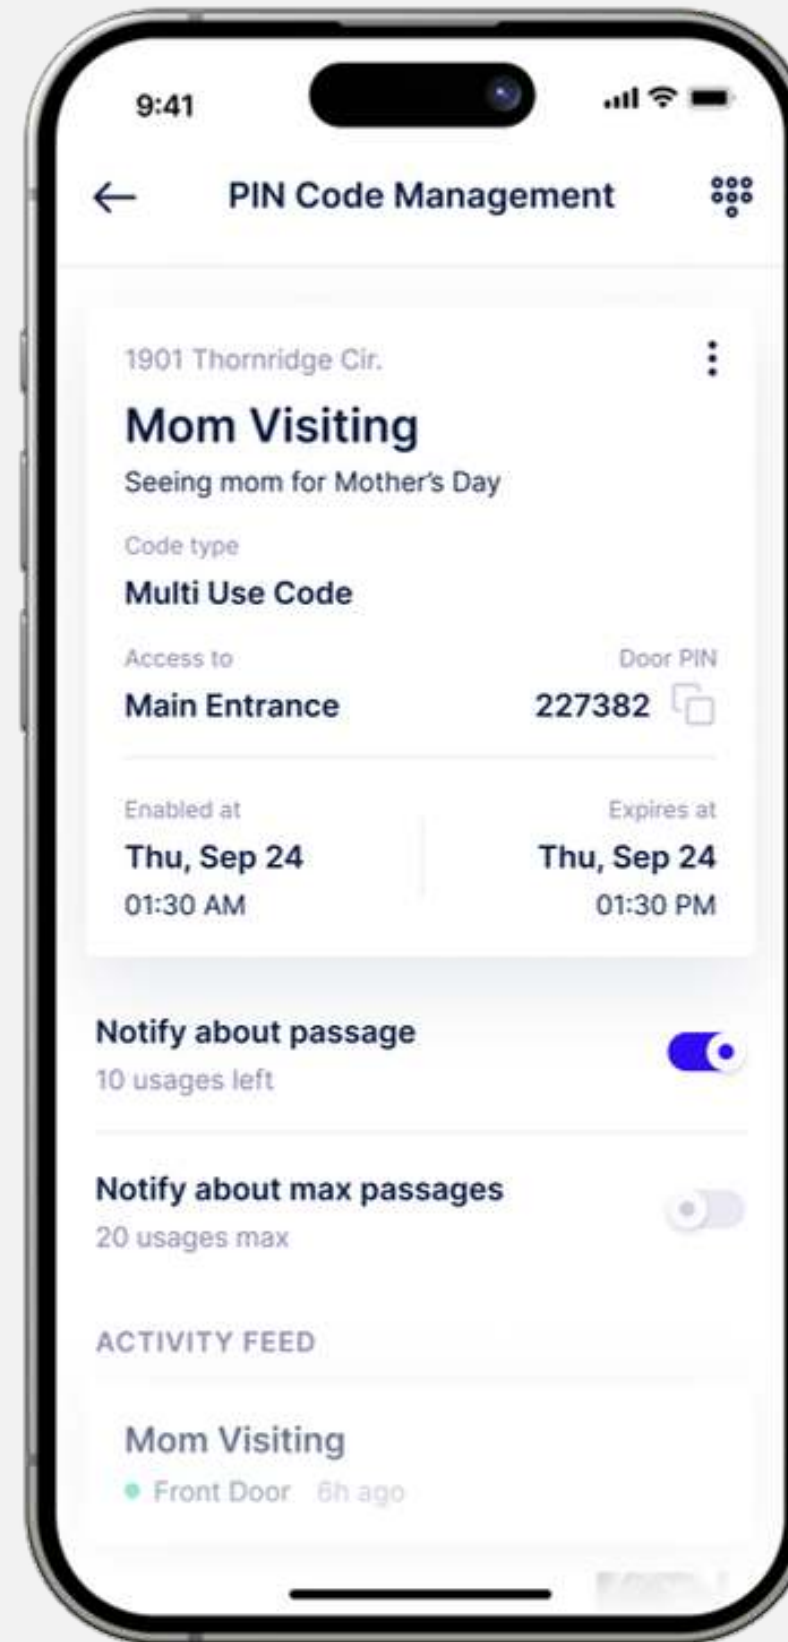 9:41
PIN Code Management
1901 Thornridge Cir.
Mom Visiting
Seeing mom for Mother’s Day
Code type
Multi Use Code
Access to Door PIN
Main Entrance 227382
Enabled at Expires at
Thu, Sep 24 Thu, Sep 24
01:30 AM 01:30 PM
Notify about passage
10 usages left
Notify about max passages
20 usages max
ACTIVITY FEED
Mom Visiting
Front Door 6h ago